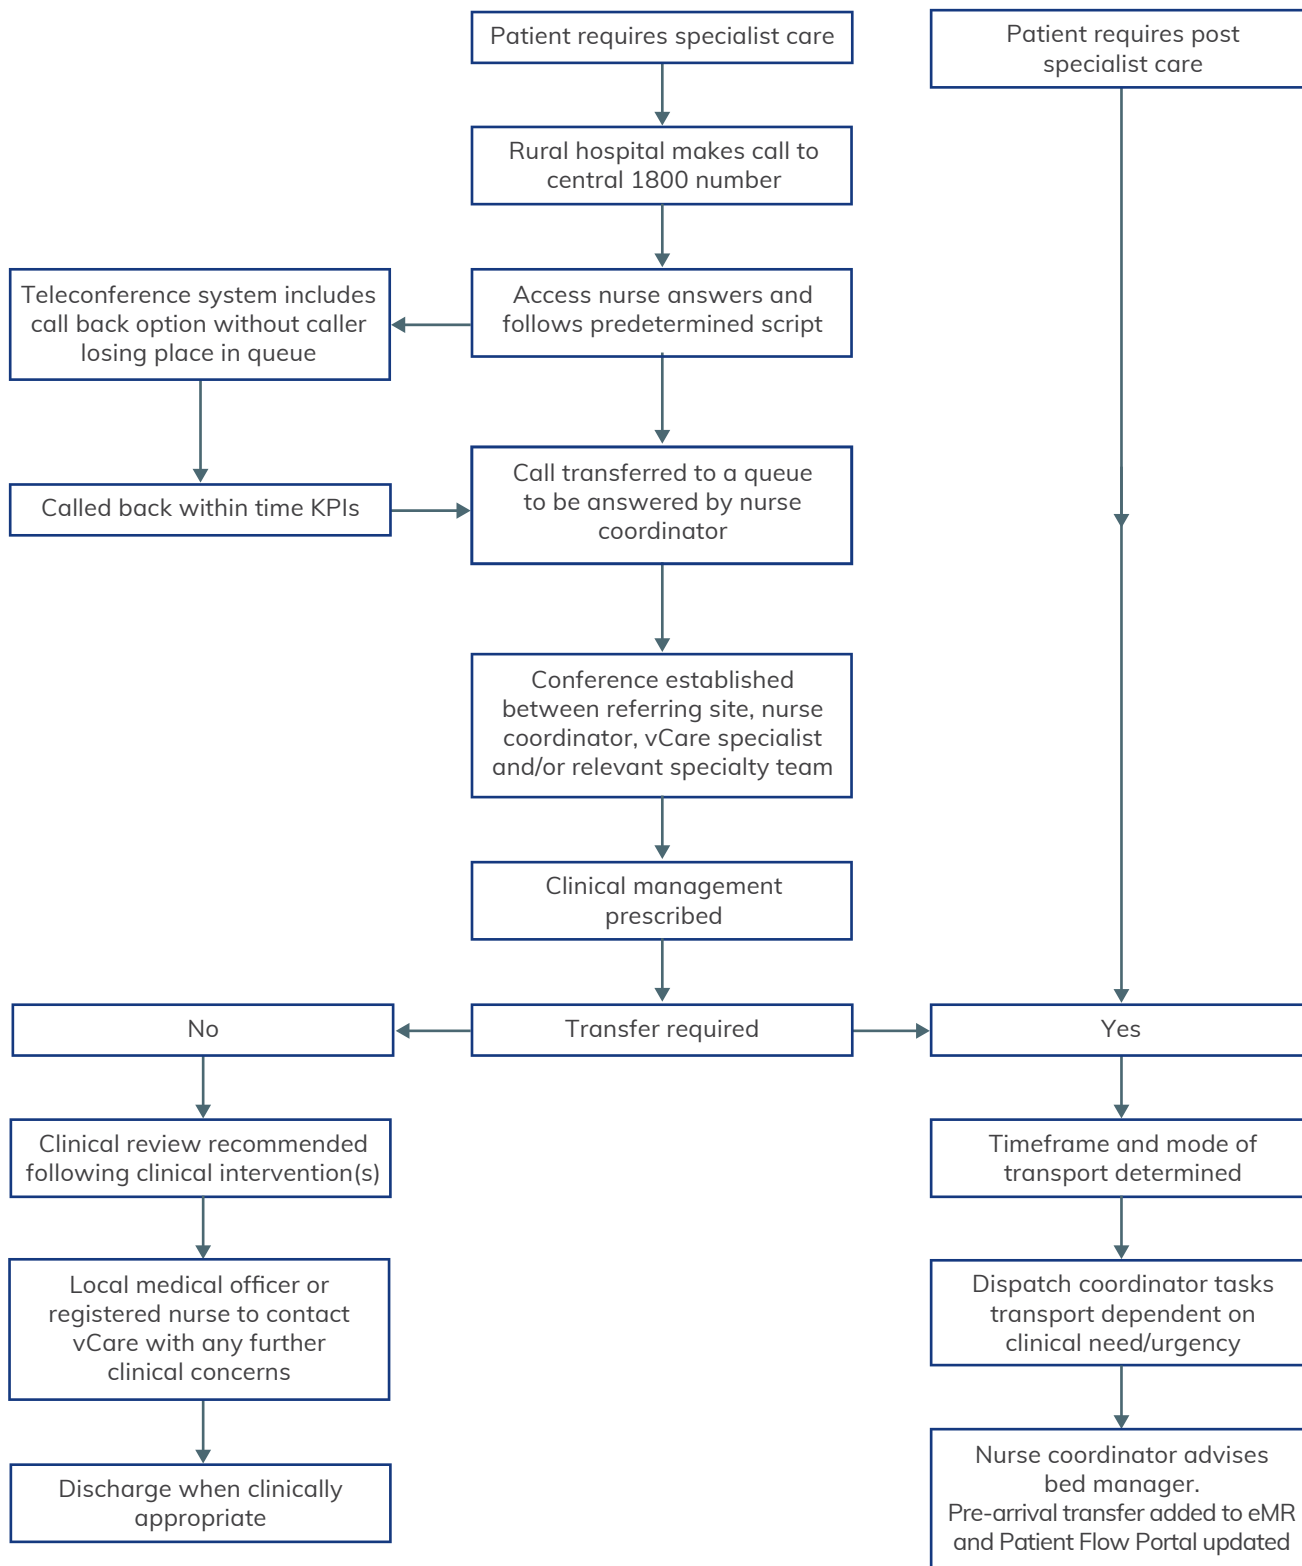 Patient requires specialist care
Patient requires post
specialist care
Rural hospital makes call to
central 1800 number
Teleconference system includes
call back option without caller
losing place in queue
Access nurse answers and
follows predetermined script
Called back within time KPIs
Call transferred to a queue
to be answered by nurse
coordinator
Conference established
between referring site, nurse
coordinator, vCare specialist
and/or relevant specialty team
Clinical management
prescribed
No
Transfer required
Yes
Clinical review recommended
following clinical intervention(s)
Timeframe and mode of
transport determined
Local medical officer or
registered nurse to contact
vCare with any further
clinical concerns
Dispatch coordinator tasks
transport dependent on
clinical need/urgency
Discharge when clinically
appropriate
Nurse coordinator advises
bed manager.
Pre-arrival transfer added to eMR
and Patient Flow Portal updated